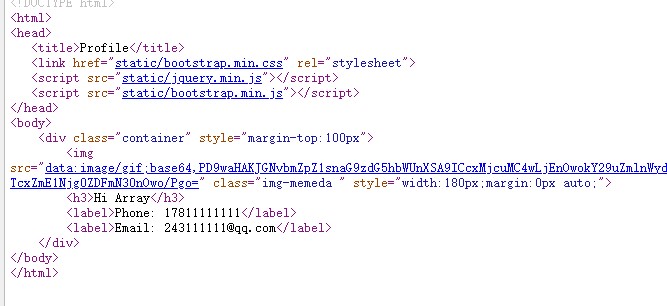 <!DOCTYPE html>
<html>
<head>
<title>Profile</title>
<link href="static/bootstrap.min.css" rel="stylesheet">
<script src="static/jquery.min.js"></script>
<script src="static/bootstrap.min.js"></script>
</head>
<body>
<div class="container" style="margin-top:100px">
<img
src="data:image/gif;base64,PD9waHAKJGNvbmZpZ1snaG9zdG5hbWUnXSA9ICcxMjcuMC4wLjEnOwokY29uZmlnWyd
TcxZmE1Njg0ZDFmN30nOwo/Pgo=" class="img-memeda " style="width:180px;margin:0px auto;">
<h3>Hi Array</h3>
<label>Phone: 17811111111</label>
<label>Email: 243111111@qq.com</label>
</div>
</body>
</html>